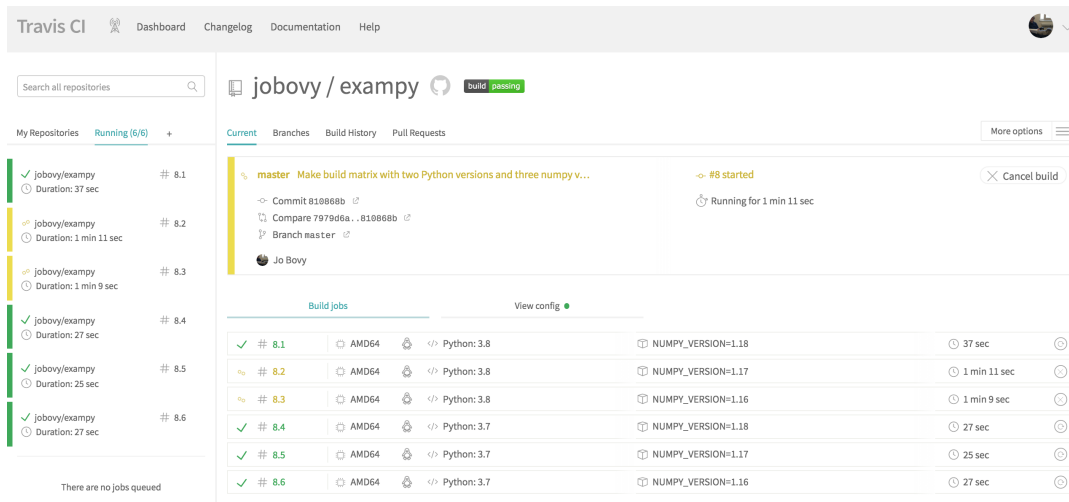 Travis CI Dashboard Changelog Documentation Help
Search all repositories
My Repositories Running (6/6) +
jobovy/exampy # 8.1
Duration: 37 sec
jobovy/exampy # 8.2
Duration: 1 min 11 sec
jobovy/exampy # 8.3
Duration: 1 min 9 sec
jobovy/exampy # 8.4
Duration: 27 sec
jobovy/exampy # 8.5
Duration: 25 sec
jobovy/exampy # 8.6
Duration: 27 sec
There are no jobs queued
jobovy / exampy build passing
Current Branches Build History Pull Requests More options
master Make build matrix with two Python versions and three numpy v...
Commit 810868b
Compare 7979d6a..810868b
Branch master
Jo Bovy
#8 started
Running for 1 min 11 sec
Cancel build
Build jobs View config
# 8.1 AMD64 Python: 3.8 NUMPY_VERSION=1.18 37 sec
# 8.2 AMD64 Python: 3.8 NUMPY_VERSION=1.17 1 min 11 sec
# 8.3 AMD64 Python: 3.8 NUMPY_VERSION=1.16 1 min 9 sec
# 8.4 AMD64 Python: 3.7 NUMPY_VERSION=1.18 27 sec
# 8.5 AMD64 Python: 3.7 NUMPY_VERSION=1.17 25 sec
# 8.6 AMD64 Python: 3.7 NUMPY_VERSION=1.16 27 sec